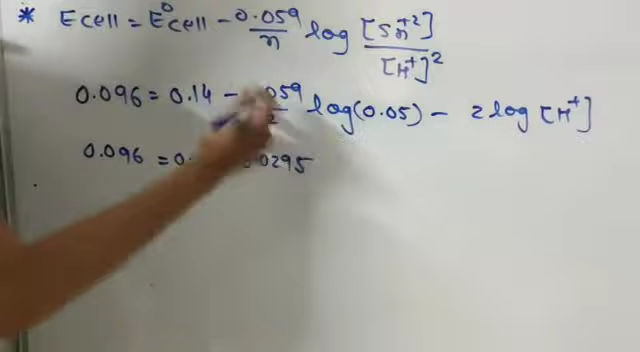 * Ecell = E°cell - 0.059/n log [Sn+2]/[H+]²
0.096 = 0.14 - .059/2 log(0.05) - 2 log [H+]
0.096 = 0. 0295